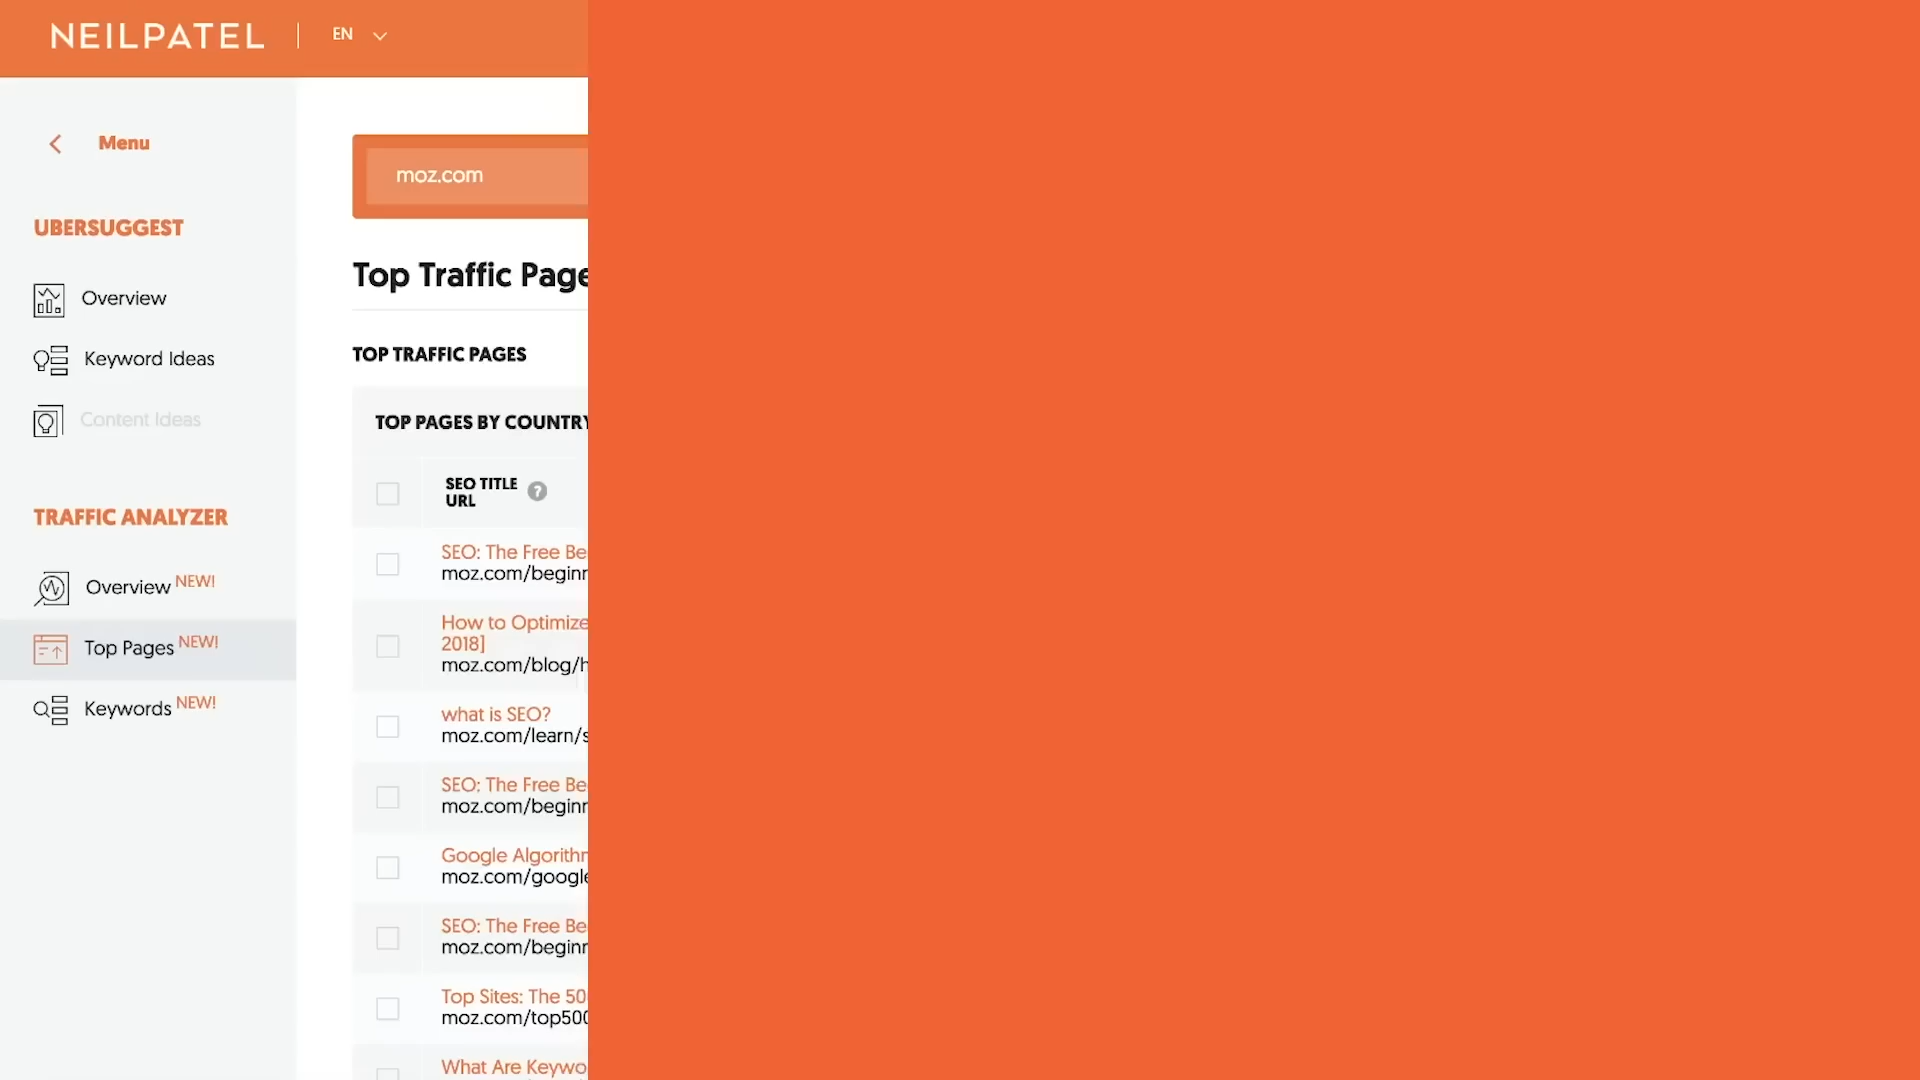 NEILPATEL
EN
Menu
moz.com
UBERSUGGEST
Overview
Keyword Ideas
Content Ideas
TRAFFIC ANALYZER
Overview NEW!
Top Pages NEW!
Keywords NEW!
Top Traffic Page
TOP TRAFFIC PAGES
TOP PAGES BY COUNTRY
SEO TITLE
URL
?
SEO: The Free Be
moz.com/beginn
How to Optimize
2018]
moz.com/blog/h
what is SEO?
moz.com/learn/s
SEO: The Free Be
moz.com/beginn
Google Algorithm
moz.com/google
SEO: The Free Be
moz.com/beginn
Top Sites: The 50
moz.com/top500
What Are Keywo